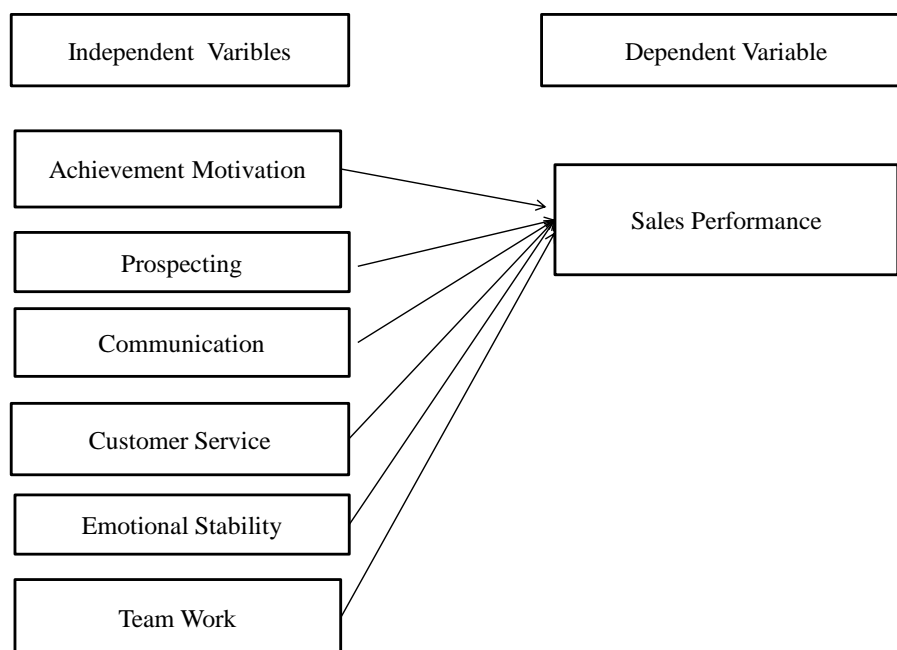 Independent  Varibles
Dependent Variable
Achievement Motivation
Sales Performance
Prospecting
Communication
Customer Service
Emotional Stability
Team Work